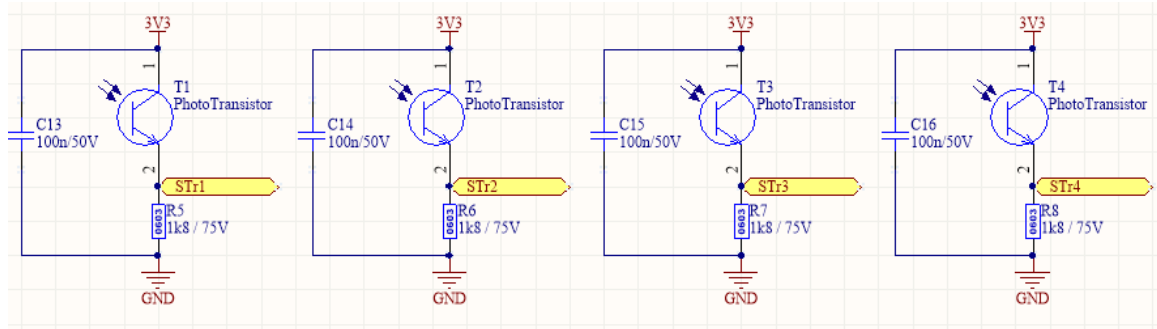 3V3
1
T1
PhotoTransistor
C13
100n/50V
2
STr1
0603
R5
1k8 / 75V
GND
3V3
1
T2
PhotoTransistor
C14
100n/50V
2
STr2
0603
R6
1k8 / 75V
GND
3V3
1
T3
PhotoTransistor
C15
100n/50V
2
STr3
0603
R7
1k8 / 75V
GND
3V3
1
T4
PhotoTransistor
C16
100n/50V
2
STr4
0603
R8
1k8 / 75V
GND